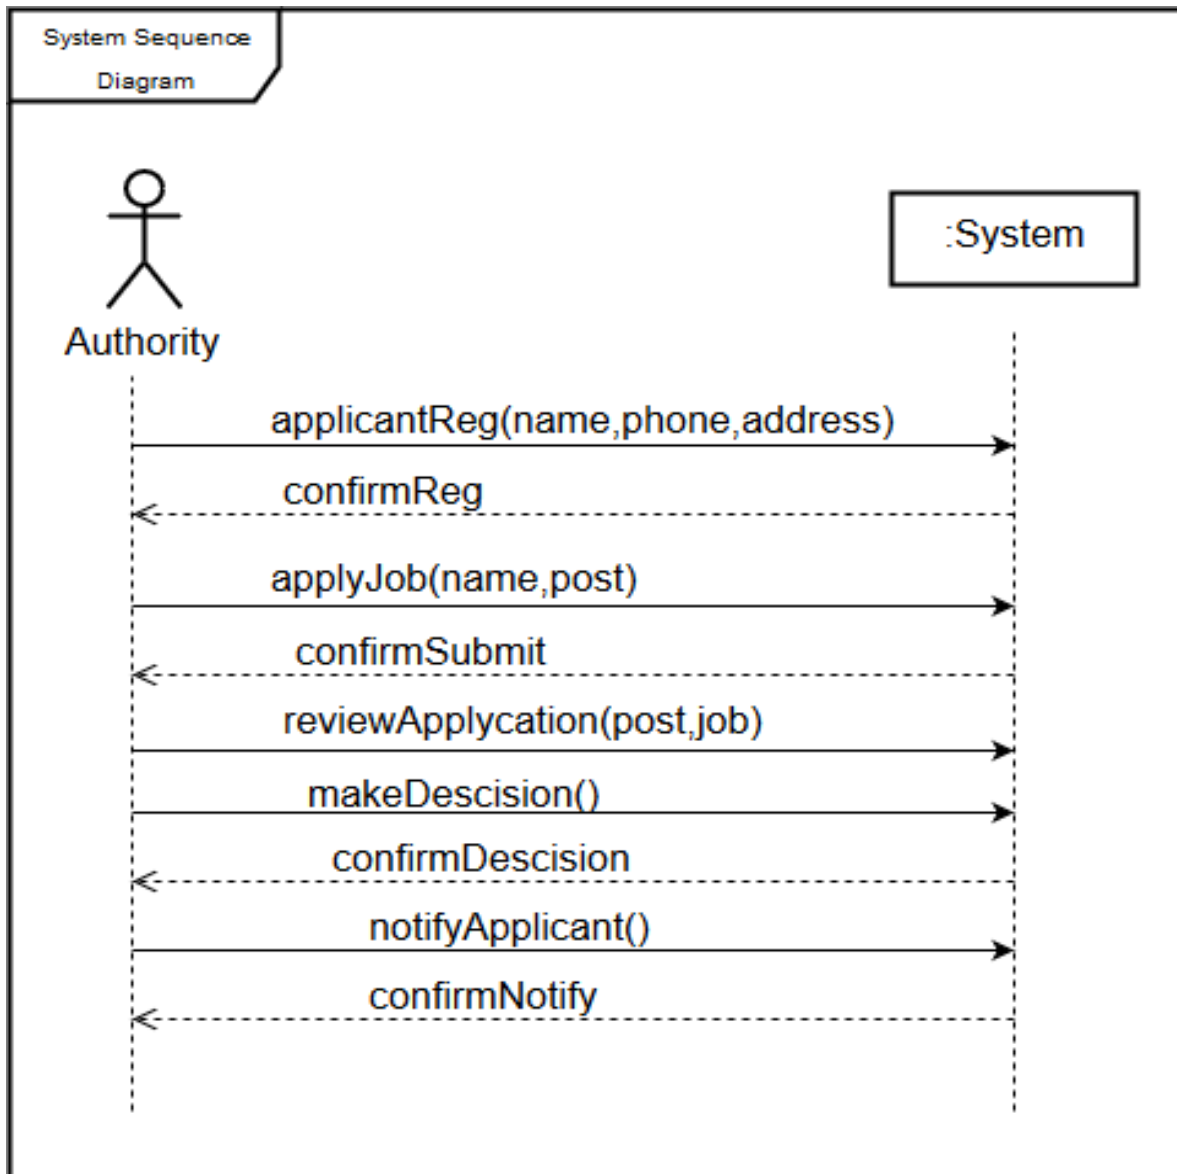 System Sequence
Diagram
:System
Authority
applicantReg(name,phone,address)
confirmReg
applyJob(name,post)
confirmSubmit
reviewApplycation(post,job)
makeDescision()
confirmDescision
notifyApplicant()
confirmNotify